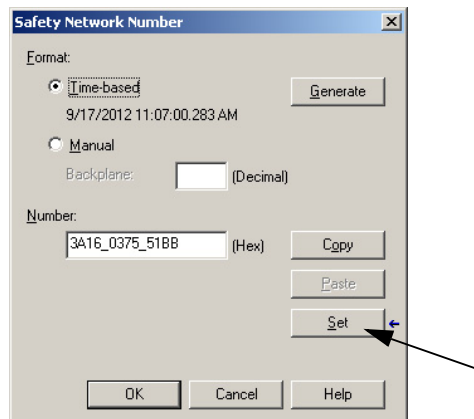 Safety Network Number
Format:
Time-based
Generate
9/17/2012 11:07:00.283 AM
Manual
Backplane:
(Decimal)
Number:
3A16_0375_51BB
(Hex)
Copy
Paste
Set
OK
Cancel
Help